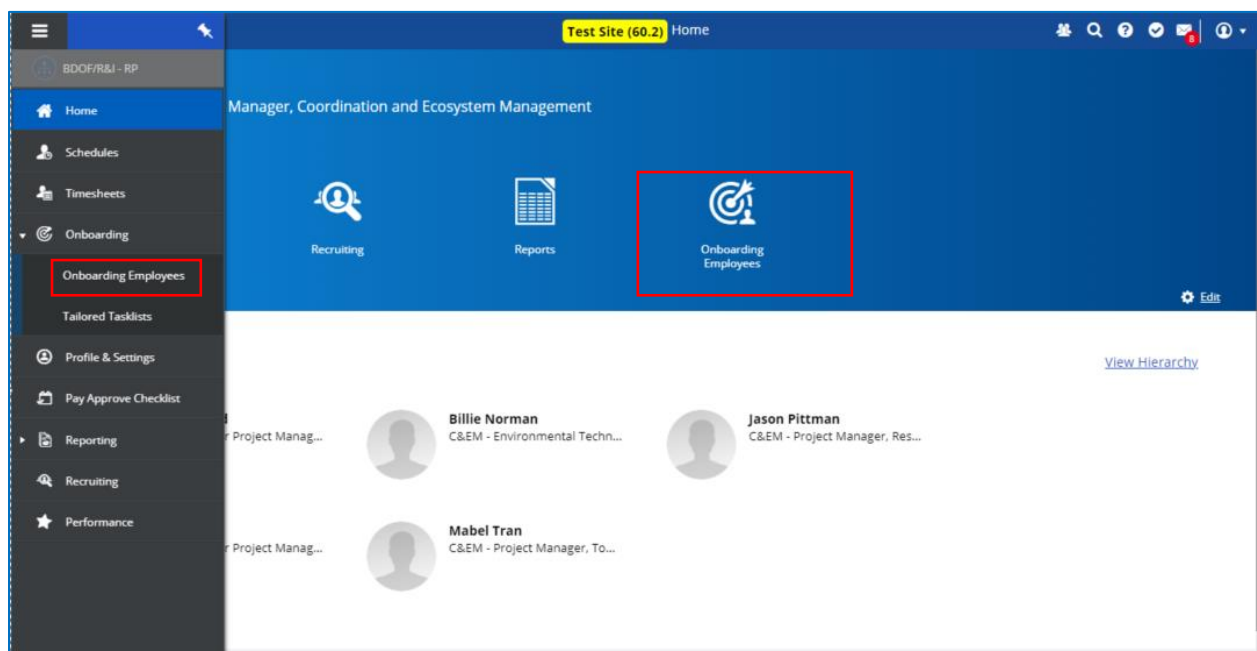 Test Site (60.2) Home
8
BDOF/R&I - RP
Home
Schedules
Timesheets
Onboarding
Onboarding Employees
Tailored Tasklists
Profile & Settings
Pay Approve Checklist
Reporting
Recruiting
Performance
Manager, Coordination and Ecosystem Management
Recruiting
Reports
Onboarding
Employees
Edit
View Hierarchy
r Project Manag...
Billie Norman
C&EM - Environmental Techn...
Jason Pittman
C&EM - Project Manager, Res...
r Project Manag...
Mabel Tran
C&EM - Project Manager, To...